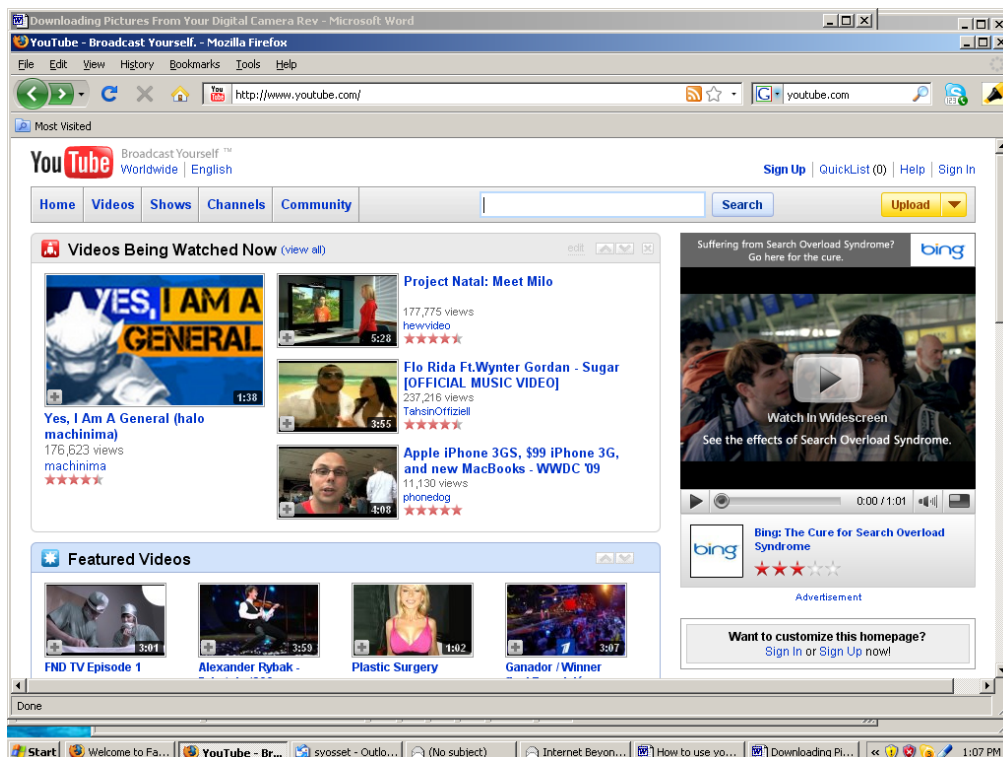 Downloading Pictures From Your Digital Camera Rev - Microsoft Word
YouTube - Broadcast Yourself. - Mozilla Firefox
File Edit View History Bookmarks Tools Help
You Tube http://www.youtube.com/ G youtube.com
Most Visited
YouTube Broadcast Yourself ™
Worldwide | English
Sign Up | QuickList (0) | Help | Sign In
Home Videos Shows Channels Community Search Upload
Videos Being Watched Now (view all) edit
YES, I AM A GENERAL
1:38
Yes, I Am A General (halo machinima)
176,623 views
machinima
5:28
Project Natal: Meet Milo
177,775 views
hewvideo
3:55
Flo Rida Ft.Wynter Gordan - Sugar
[OFFICIAL MUSIC VIDEO]
237,216 views
TahsinOffiziell
4:08
Apple iPhone 3GS, $99 iPhone 3G,
and new MacBooks - WWDC '09
11,130 views
phonedog
Suffering from Search Overload Syndrome?
Go here for the cure.
bing
Watch In Widescreen
See the effects of Search Overload Syndrome.
0:00 / 1:01
bing
Bing: The Cure for Search Overload
Syndrome
Advertisement
Want to customize this homepage?
Sign In or Sign Up now!
Featured Videos
3:01
FND TV Episode 1
3:59
Alexander Rybak -
1:02
Plastic Surgery
3:07
Ganador / Winner
Done
Start Welcome to Fa... YouTube - Br... syosset - Outlo... (No subject) Internet Beyon... How to use yo... Downloading Pi... « 1:07 PM